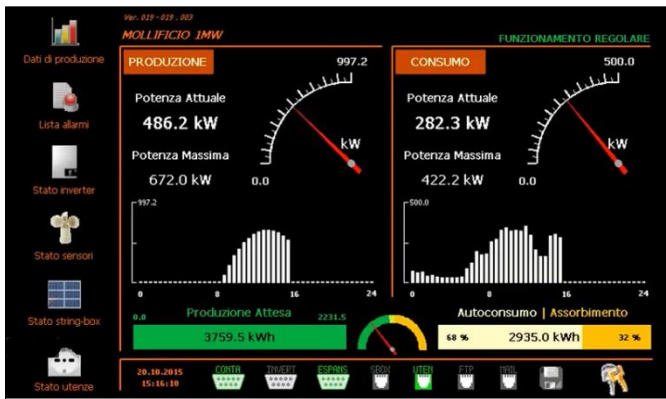 Ver. 019 - 019 . 003
MOLLIFICIO 1MW
FUNZIONAMENTO REGOLARE
Dati di produzione
Lista allarmi
Stato inverter
Stato sensori
Stato string-box
Stato utenze
PRODUZIONE
997.2
Potenza Attuale
486.2 kW
kW
Potenza Massima
672.0 kW
0.0
997.2
0 8 16 24
CONSUMO
500.0
Potenza Attuale
282.3 kW
kW
Potenza Massima
422.2 kW
0.0
500.0
0 8 16 24
0.0 Produzione Attesa 2231.5
3759.5 kWh
Autoconsumo | Assorbimento
68 % 2935.0 kWh 32 %
20.10.2015
15:16:10
CONTA INVERT ESPANS SBOX UTEN FTP MAIL